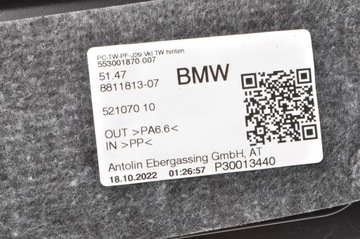 PC-TW-PF-J29 Vkl TW hinten
553001870-007
51.47
8811813-07
BMW
521070 10
OUT >PA6.6<
IN >PP<
Antolin Ebergassing GmbH, AT
18.10.2022 01:26:57 P30013440